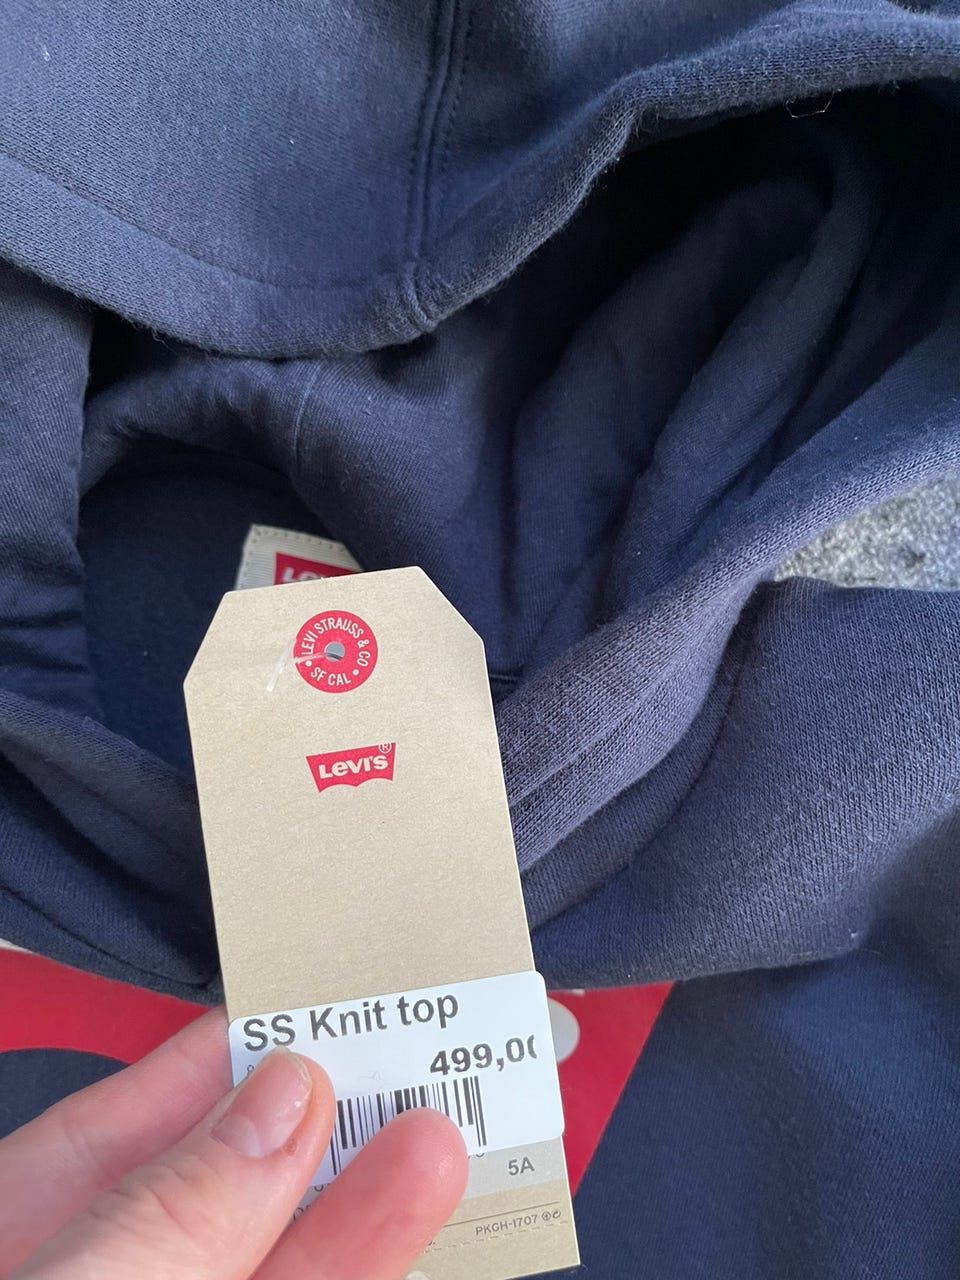 LEVI STRAUSS & CO
• SF CAL •
LEVI'S®
SS Knit top
499,0
5A
PKGH-1707